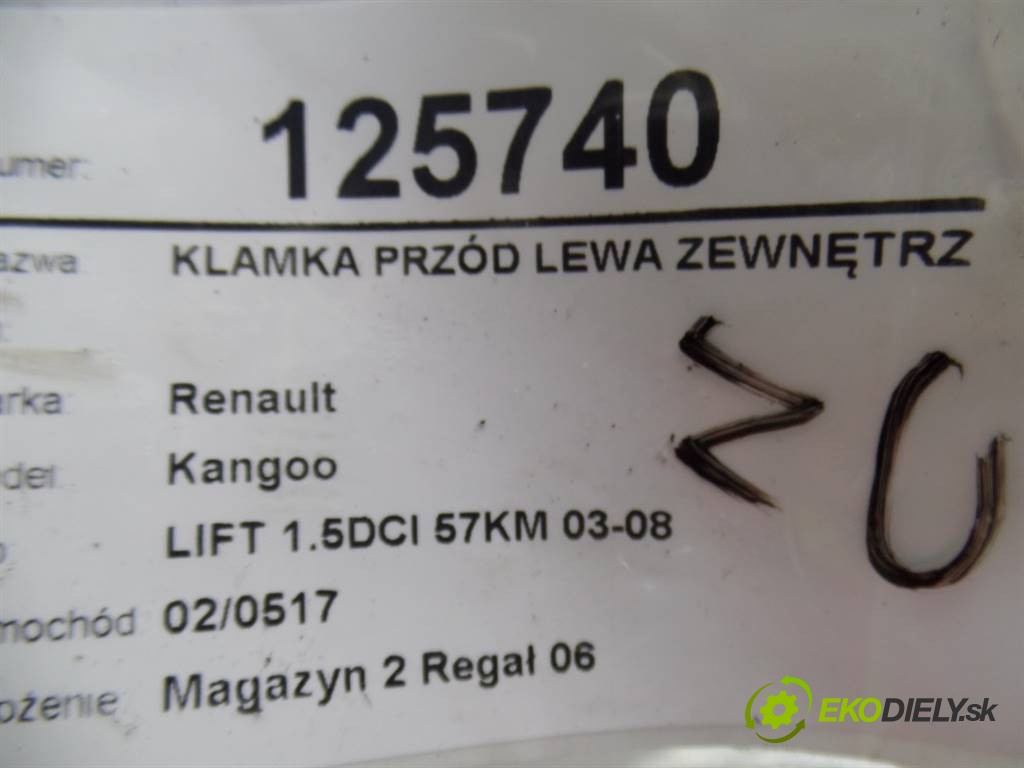 umer: 125740
azwa KLAMKA PRZÓD LEWA ZEWNĘTRZ
arka: Renault
del: Kangoo
LIFT 1.5DCI 57KM 03-08
mochód: 02/0517
ożenie Magazyn 2 Regał 06
EKODIELY.sk